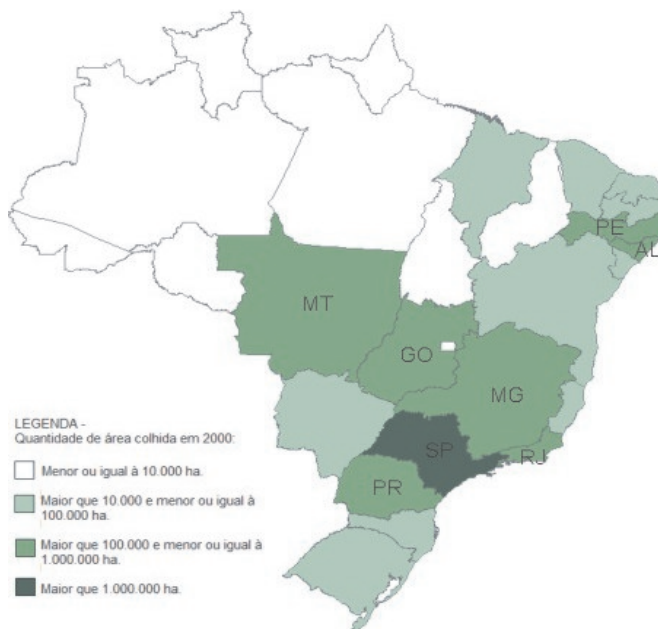 PE
AL
MT
GO
MG
SP
RJ
PR
LEGENDA -
Quantidade de área colhida em 2000:
Menor ou igual à 10.000 ha.
Maior que 10.000 e menor ou igual à
100.000 ha.
Maior que 100.000 e menor ou igual à
1.000.000 ha.
Maior que 1.000.000 ha.